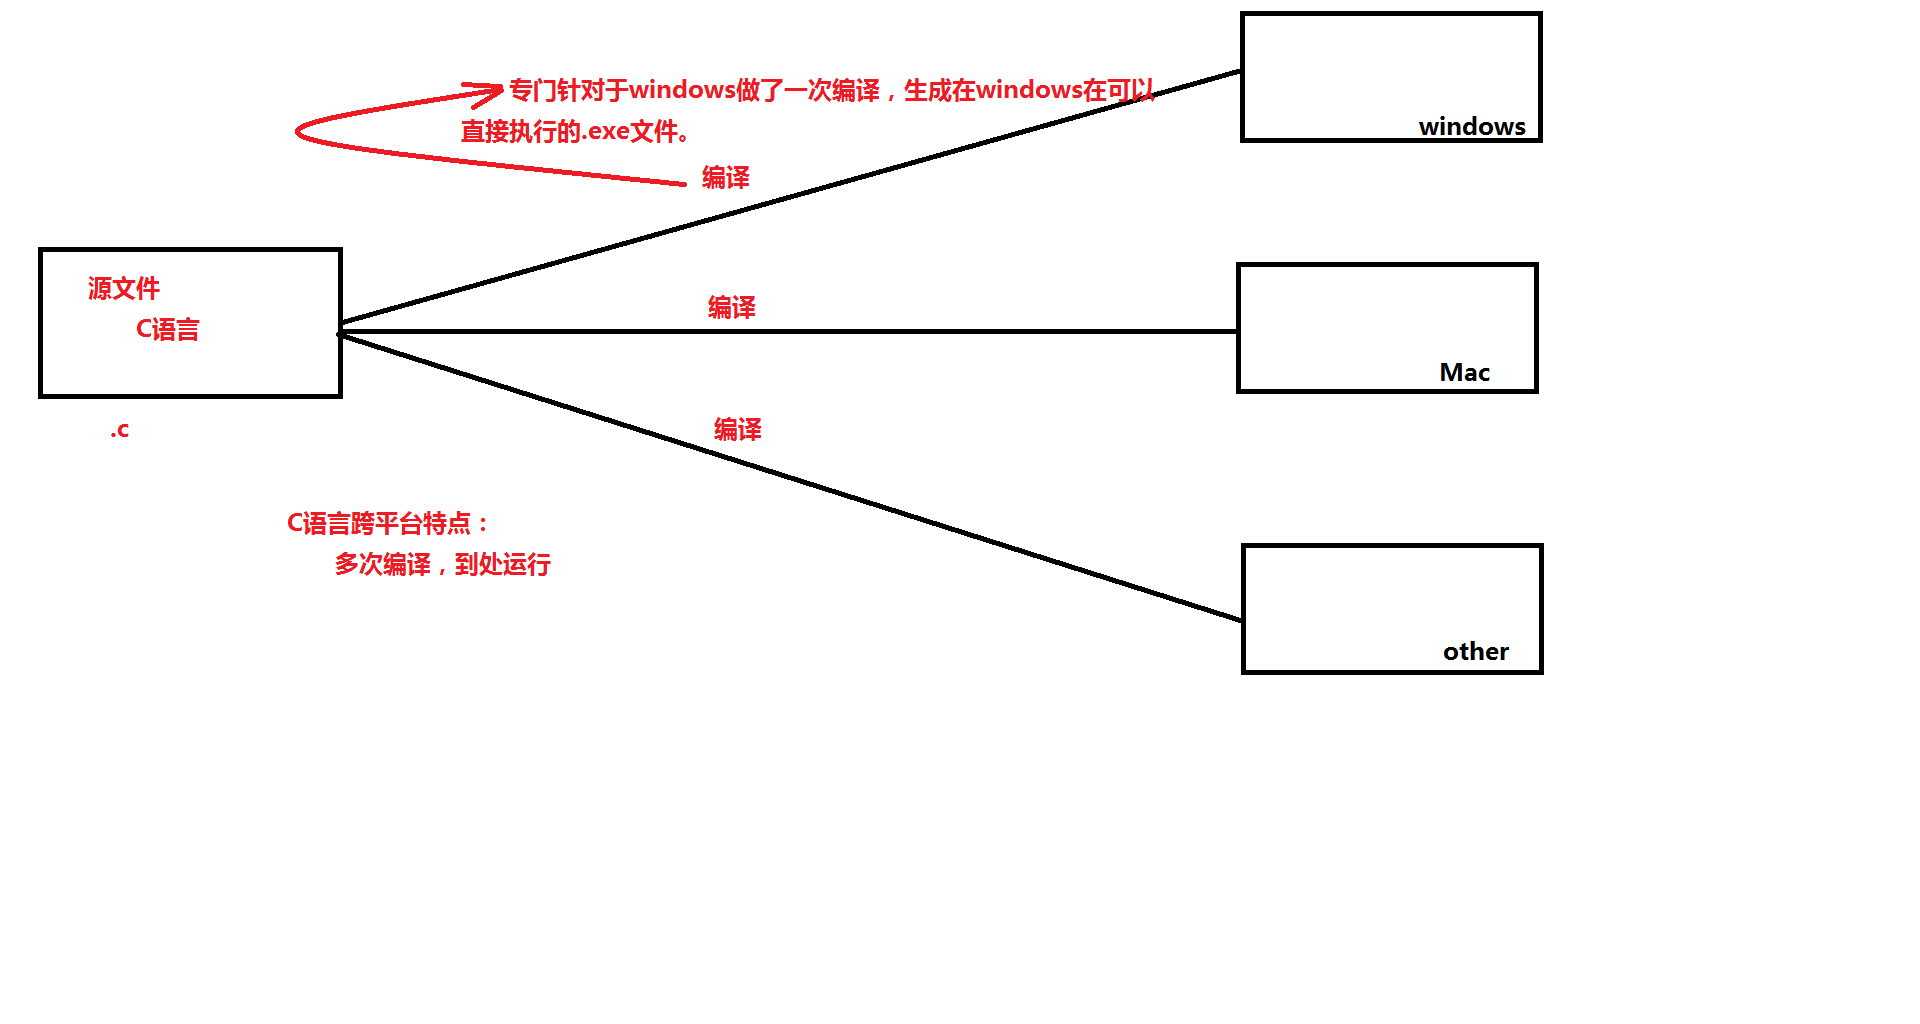 专门针对于windows做了一次编译，生成在windows在可以
直接执行的.exe文件。
windows
编译
源文件
C语言
.c
编译
Mac
编译
C语言跨平台特点：
多次编译，到处运行
other